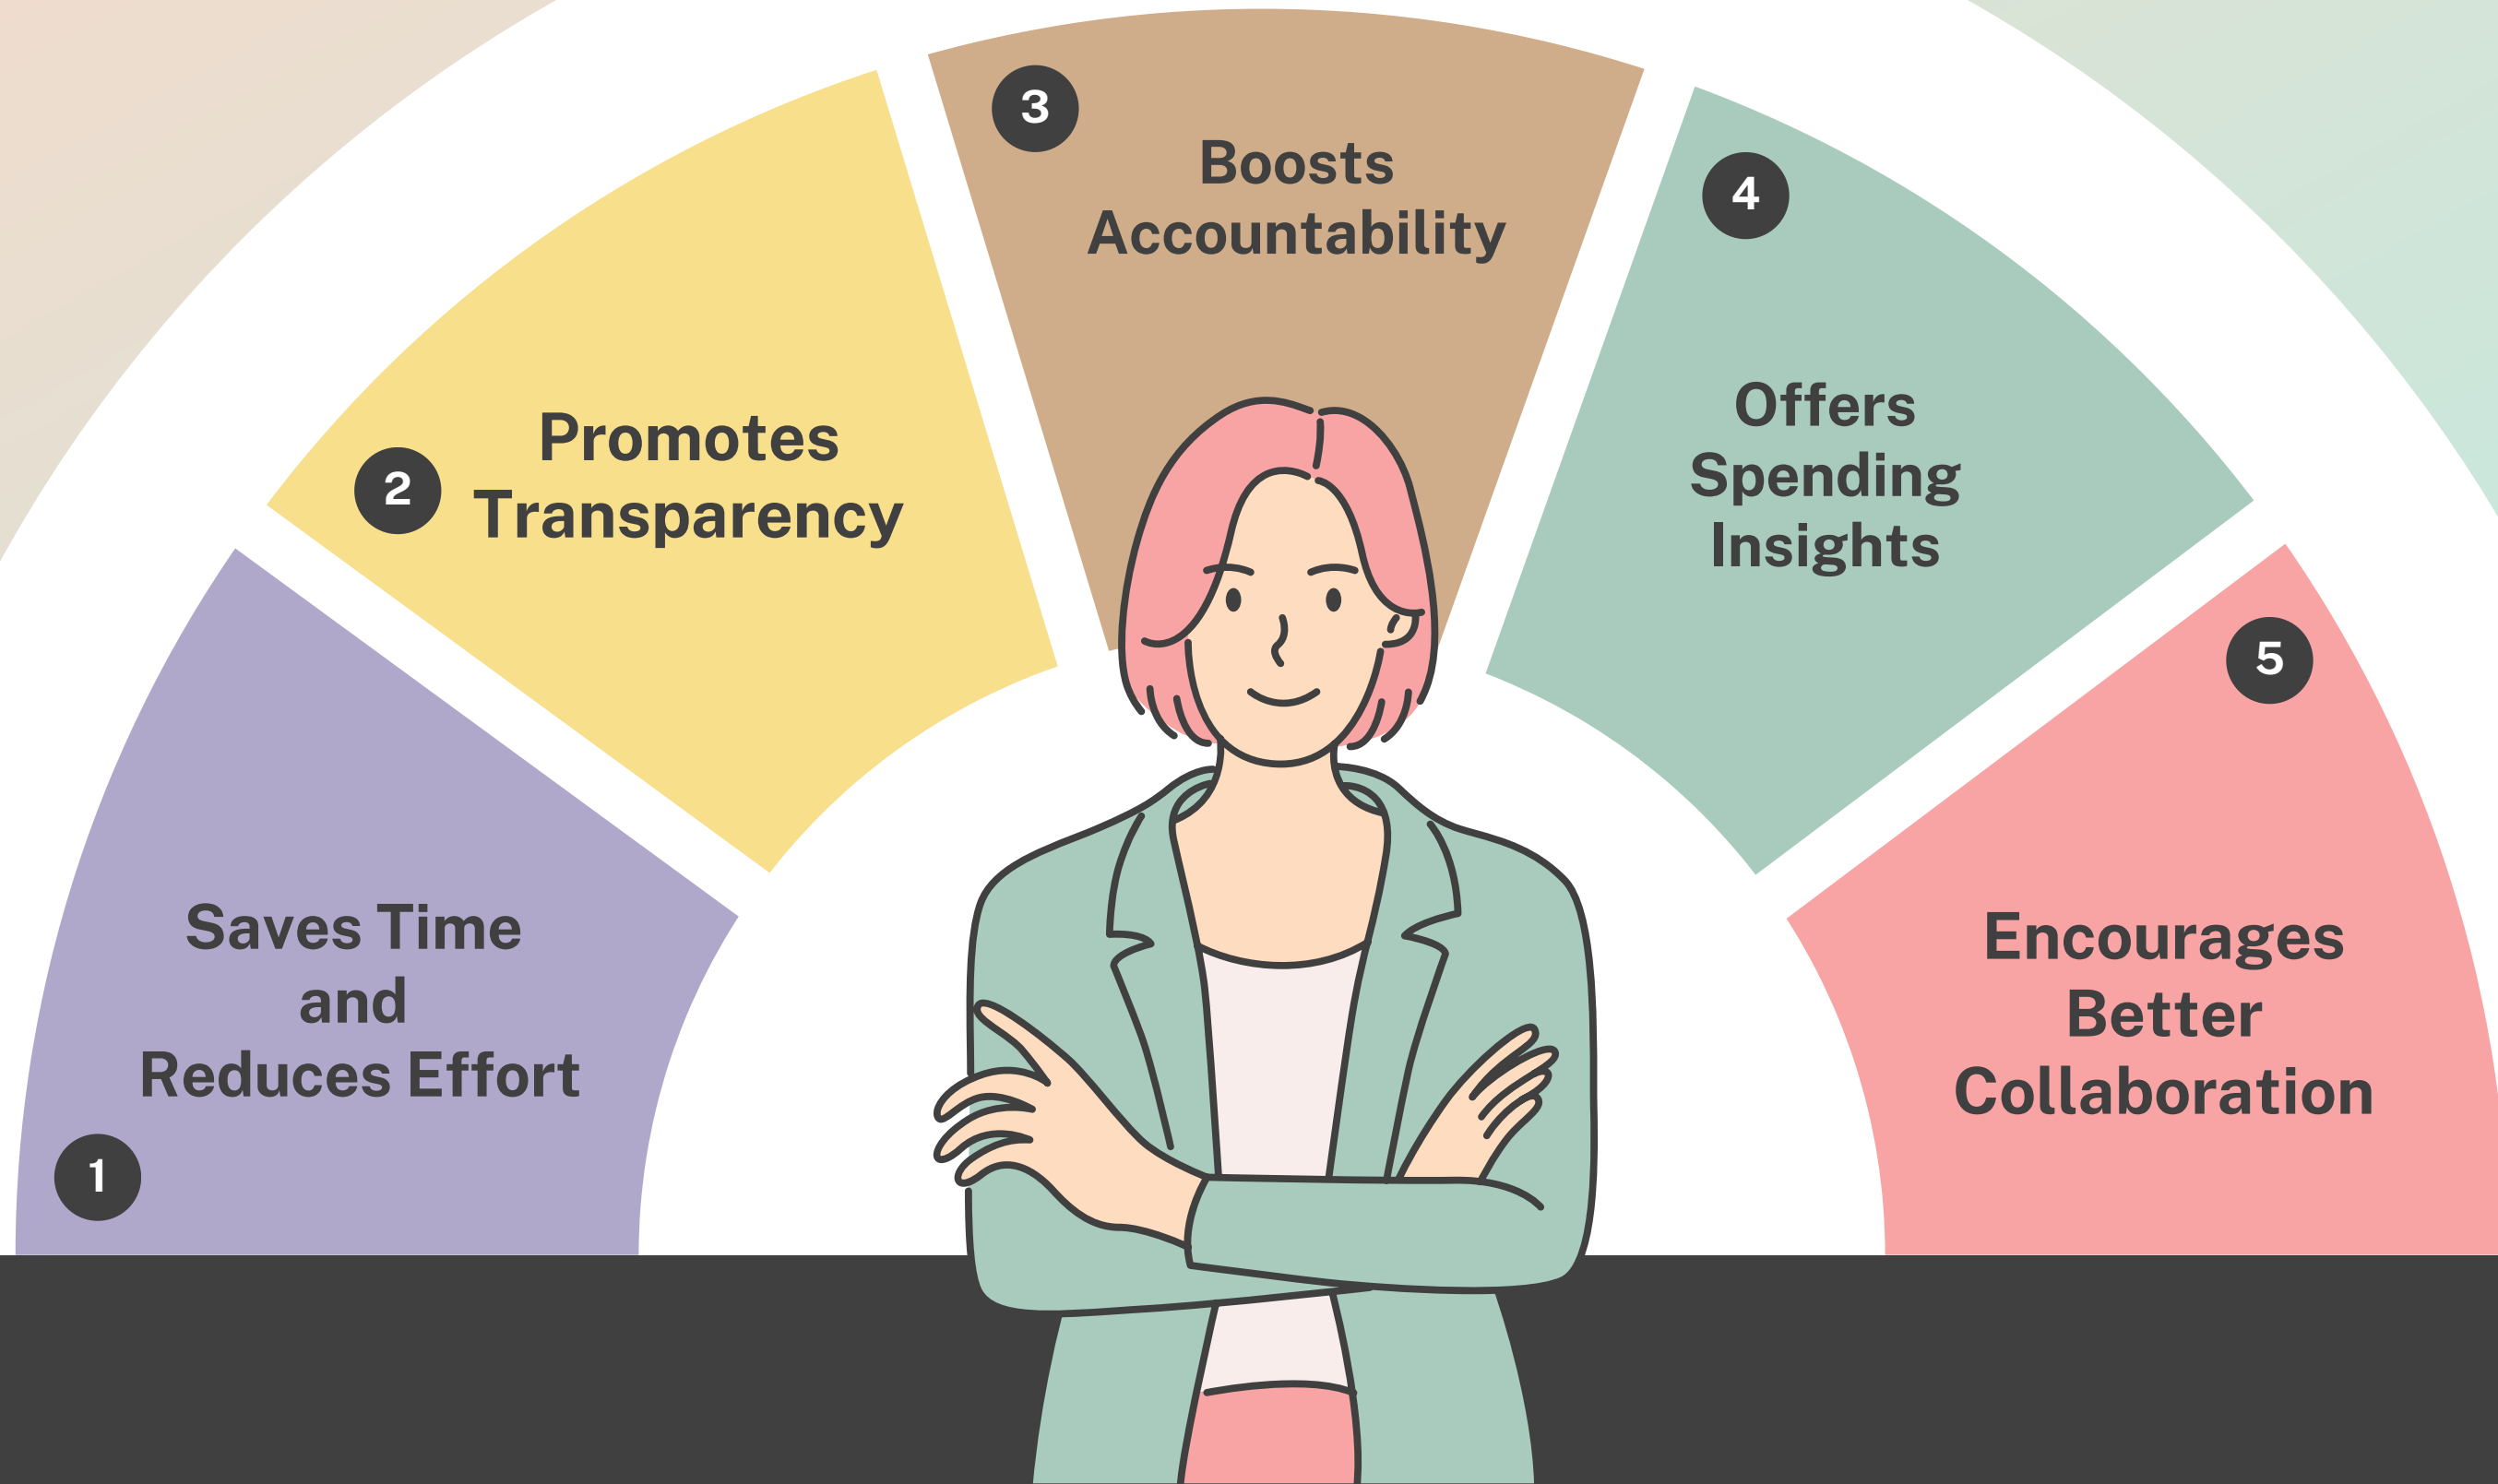 1
Saves Time
and
Reduces Effort
2
Promotes
Transparency
3
Boosts
Accountability
4
Offers
Spending
Insights
5
Encourages
Better
Collaboration